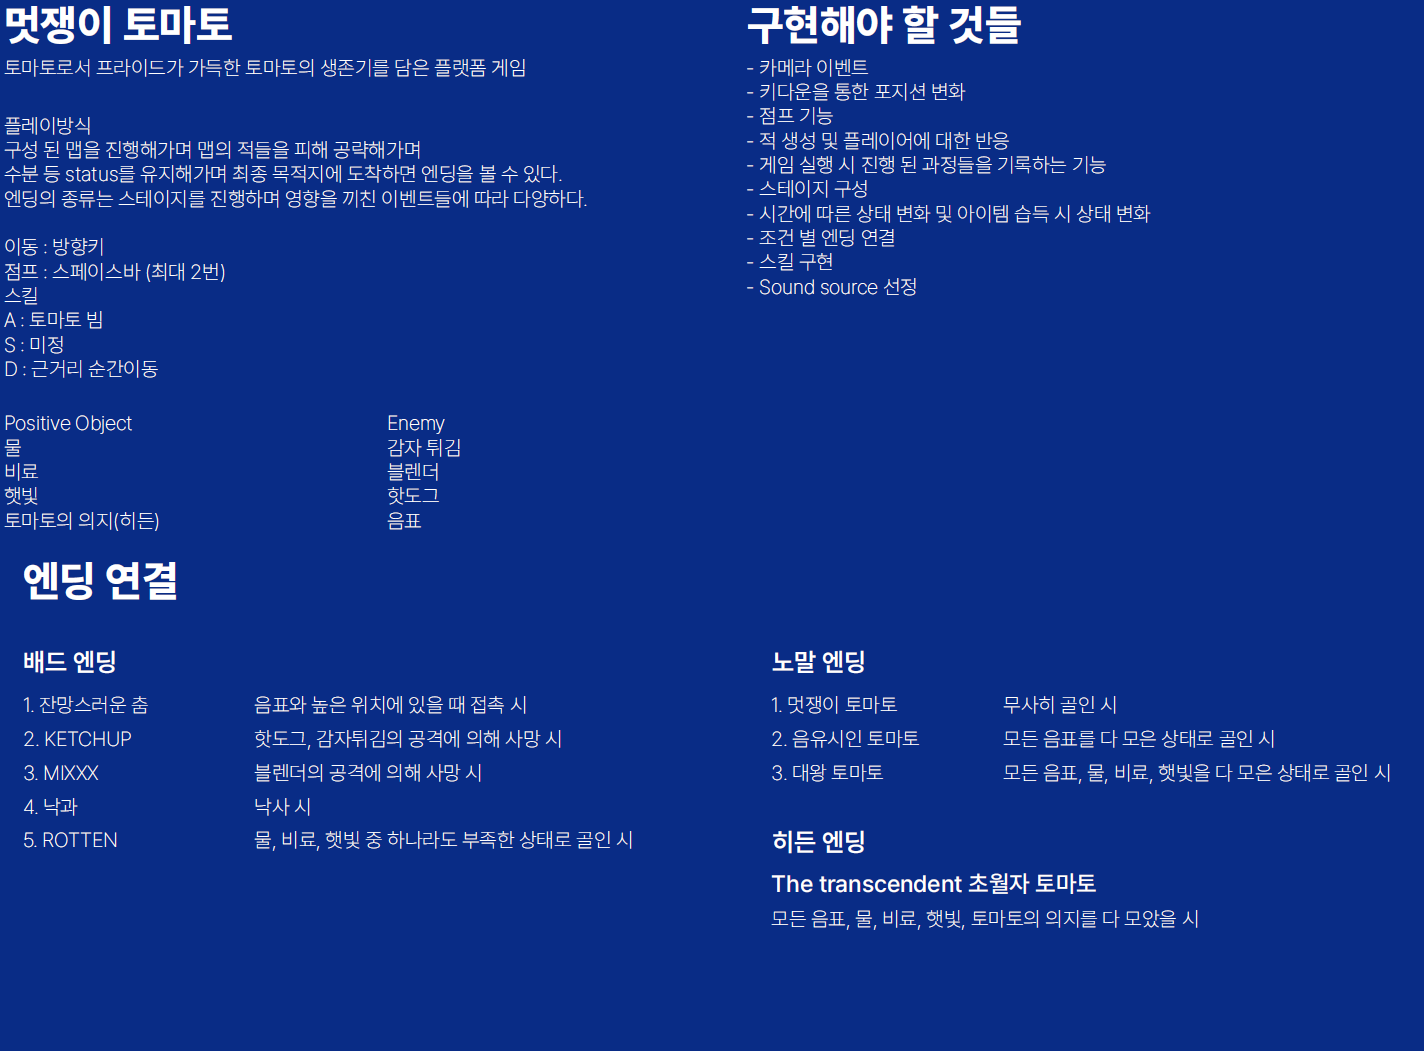 멋쟁이 토마토
토마토로서 프라이드가 가득한 토마토의 생존기를 담은 플랫폼 게임
플레이방식
구성 된 맵을 진행해가며 맵의 적들을 피해 공략해가며
수분 등 status를 유지해가며 최종 목적지에 도착하면 엔딩을 볼 수 있다.
엔딩의 종류는 스테이지를 진행하며 영향을 끼친 이벤트들에 따라 다양하다.
이동 : 방향키
점프 : 스페이스바 (최대 2번)
스킬
A : 토마토 빔
S : 미정
D : 근거리 순간이동
Positive Object
물
비료
햇빛
토마토의 의지(히든)
Enemy
감자 튀김
블렌더
핫도그
음표
구현해야 할 것들
- 카메라 이벤트
- 키다운을 통한 포지션 변화
- 점프 기능
- 적 생성 및 플레이어에 대한 반응
- 게임 실행 시 진행 된 과정들을 기록하는 기능
- 스테이지 구성
- 시간에 따른 상태 변화 및 아이템 습득 시 상태 변화
- 조건 별 엔딩 연결
- 스킬 구현
- Sound source 선정
엔딩 연결
배드 엔딩
1. 잔망스러운 춤 음표와 높은 위치에 있을 때 접촉 시
2. KETCHUP 핫도그, 감자튀김의 공격에 의해 사망 시
3. MIXXX 블렌더의 공격에 의해 사망 시
4. 낙과 낙사 시
5. ROTTEN 물, 비료, 햇빛 중 하나라도 부족한 상태로 골인 시
노말 엔딩
1. 멋쟁이 토마토 무사히 골인 시
2. 음유시인 토마토 모든 음표를 다 모은 상태로 골인 시
3. 대왕 토마토 모든 음표, 물, 비료, 햇빛을 다 모은 상태로 골인 시
히든 엔딩
The transcendent 초월자 토마토
모든 음표, 물, 비료, 햇빛, 토마토의 의지를 다 모았을 시